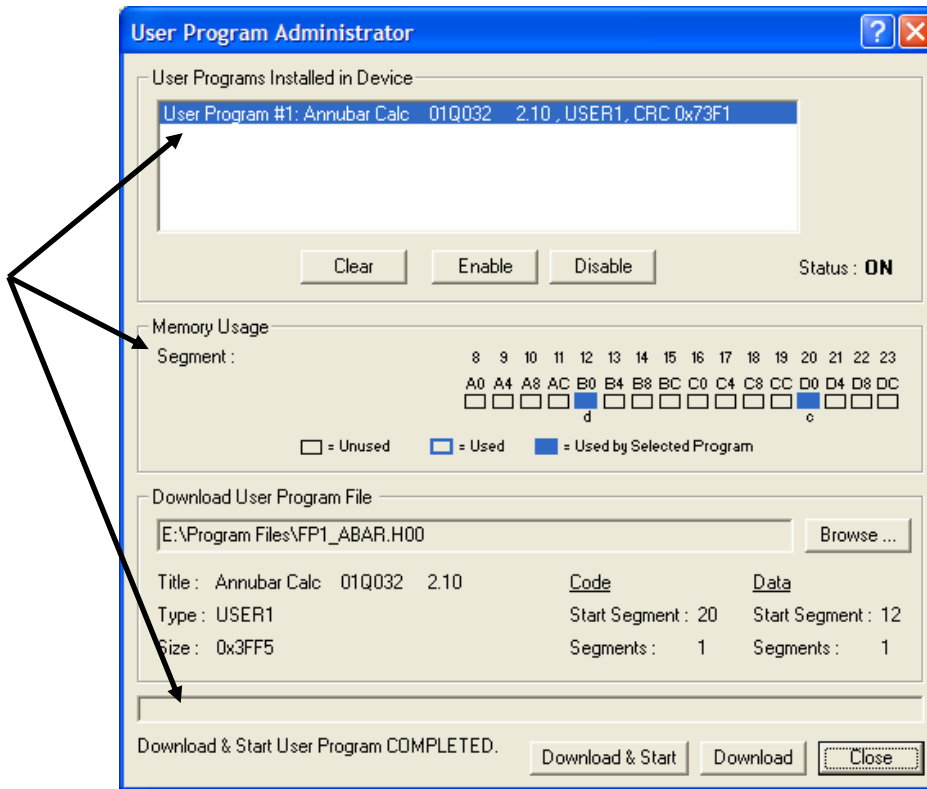 User Program Administrator
User Programs Installed in Device
User Program #1: Annubar Calc 01Q032 2.10 , USER1, CRC 0x73F1
Clear Enable Disable Status : ON
Memory Usage
Segment : 8 9 10 11 12 13 14 15 16 17 18 19 20 21 22 23
A0 A4 A8 AC B0 B4 B8 BC C0 C4 C8 CC D0 D4 D8 DC
d c
= Unused = Used = Used by Selected Program
Download User Program File
E:\Program Files\FP1_ABAR.H00 Browse ...
Title : Annubar Calc 01Q032 2.10 Code Data
Type : USER1 Start Segment : 20 Start Segment : 12
Size : 0x3FF5 Segments : 1 Segments : 1
Download & Start User Program COMPLETED. Download & Start Download Close